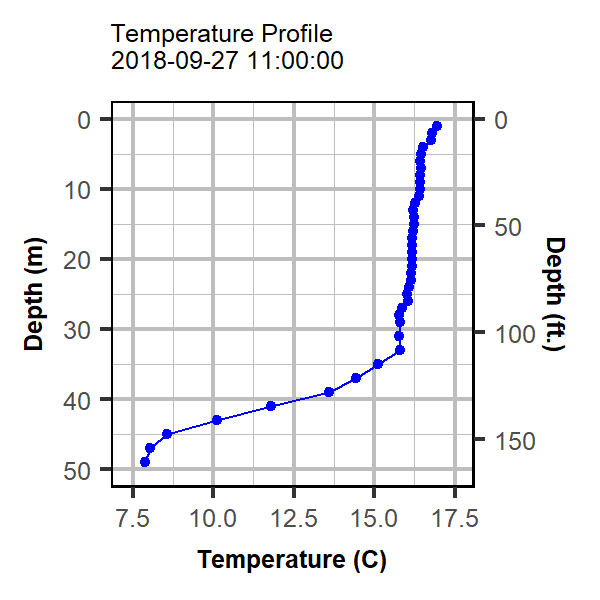 Temperature Profile
2018-09-27 11:00:00
0
10
20
30
40
50
Depth (m)
0
50
100
150
Depth (ft.)
7.5 10.0 12.5 15.0 17.5
Temperature (C)